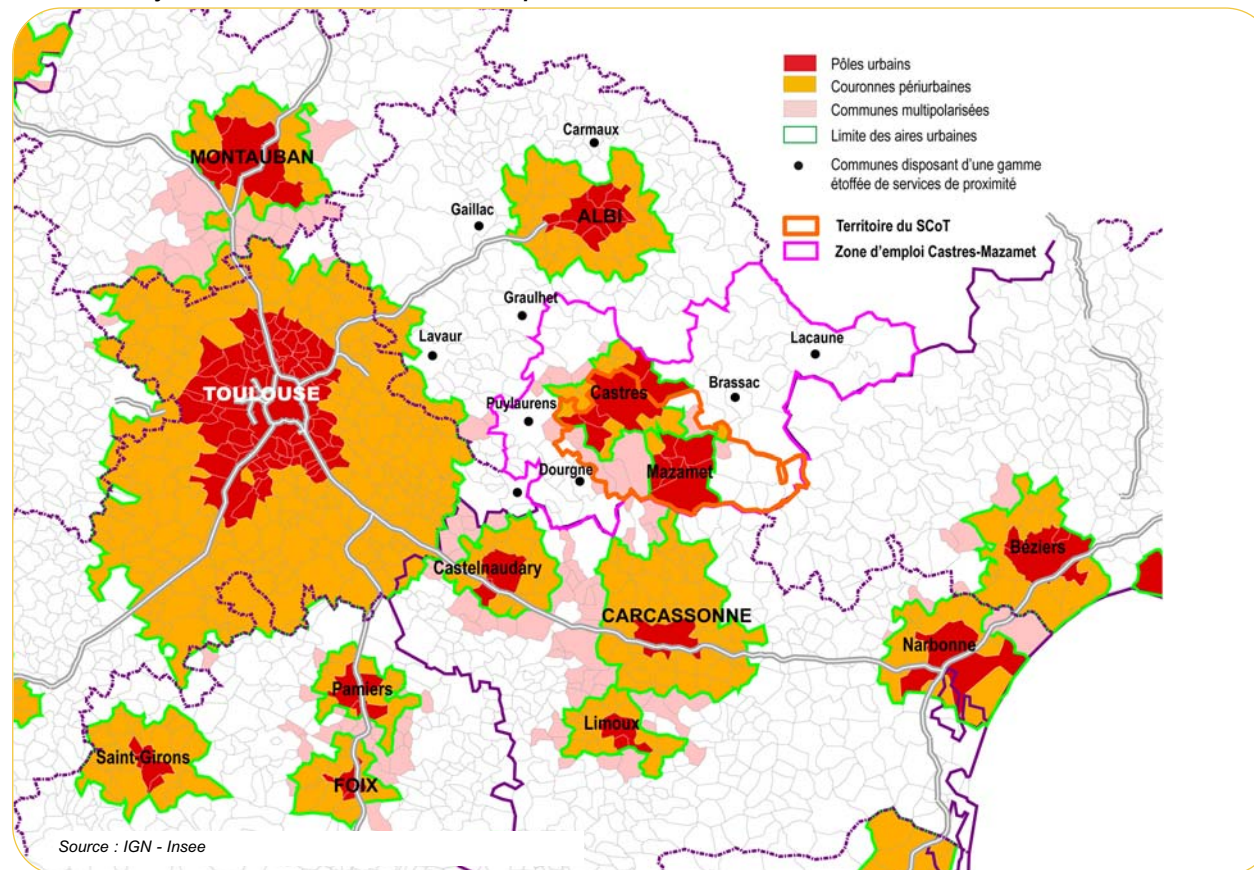 Pôles urbains
Couronnes périurbaines
Communes multipolarisées
Limite des aires urbaines
Communes disposant d'une gamme
étoffée de services de proximité
Territoire du SCoT
Zone d'emploi Castres-Mazamet
Carmaux
MONTAUBAN
Gaillac
ALBI
Graulhet
Lavaur
Lacaune
TOULOUSE
Castres
Brassac
Puylaurens
Dourgne
Mazamet
Castelnaudary
Béziers
CARCASSONNE
Narbonne
Pamiers
Limoux
Saint-Girons
FOIX
Source : IGN - Insee